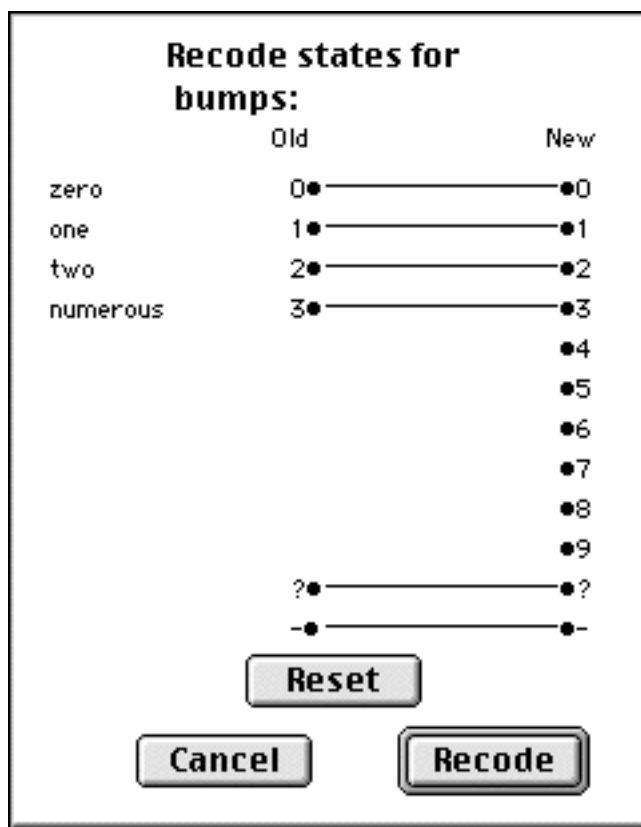 Recode states for
bumps:
Old New
zero 0 0
one 1 1
two 2 2
numerous 3 3
4
5
6
7
8
9
? ?
- -
Reset
Cancel Recode